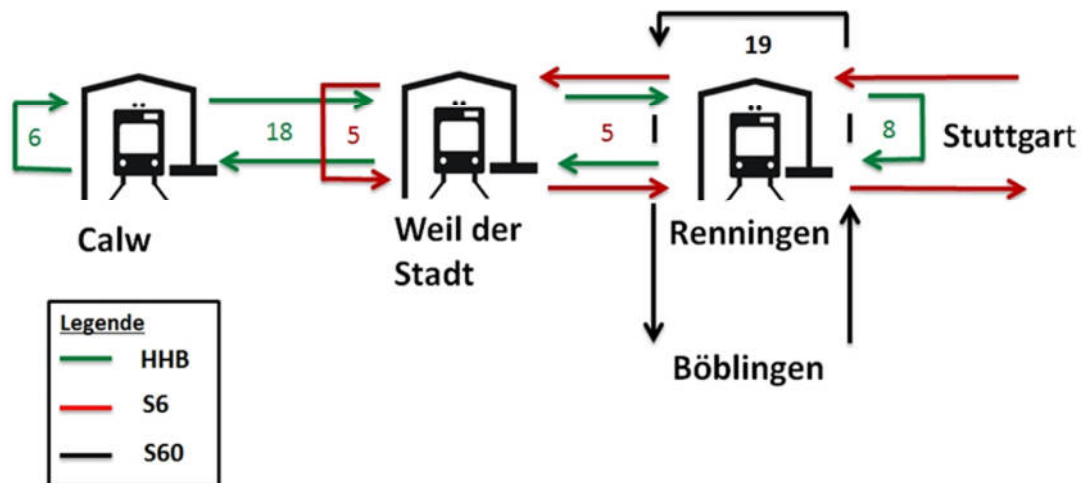 19
6
18
5
5
8
Stuttgart
Calw
Weil der
Stadt
Renningen
Böblingen
Legende
HHB
S6
S60